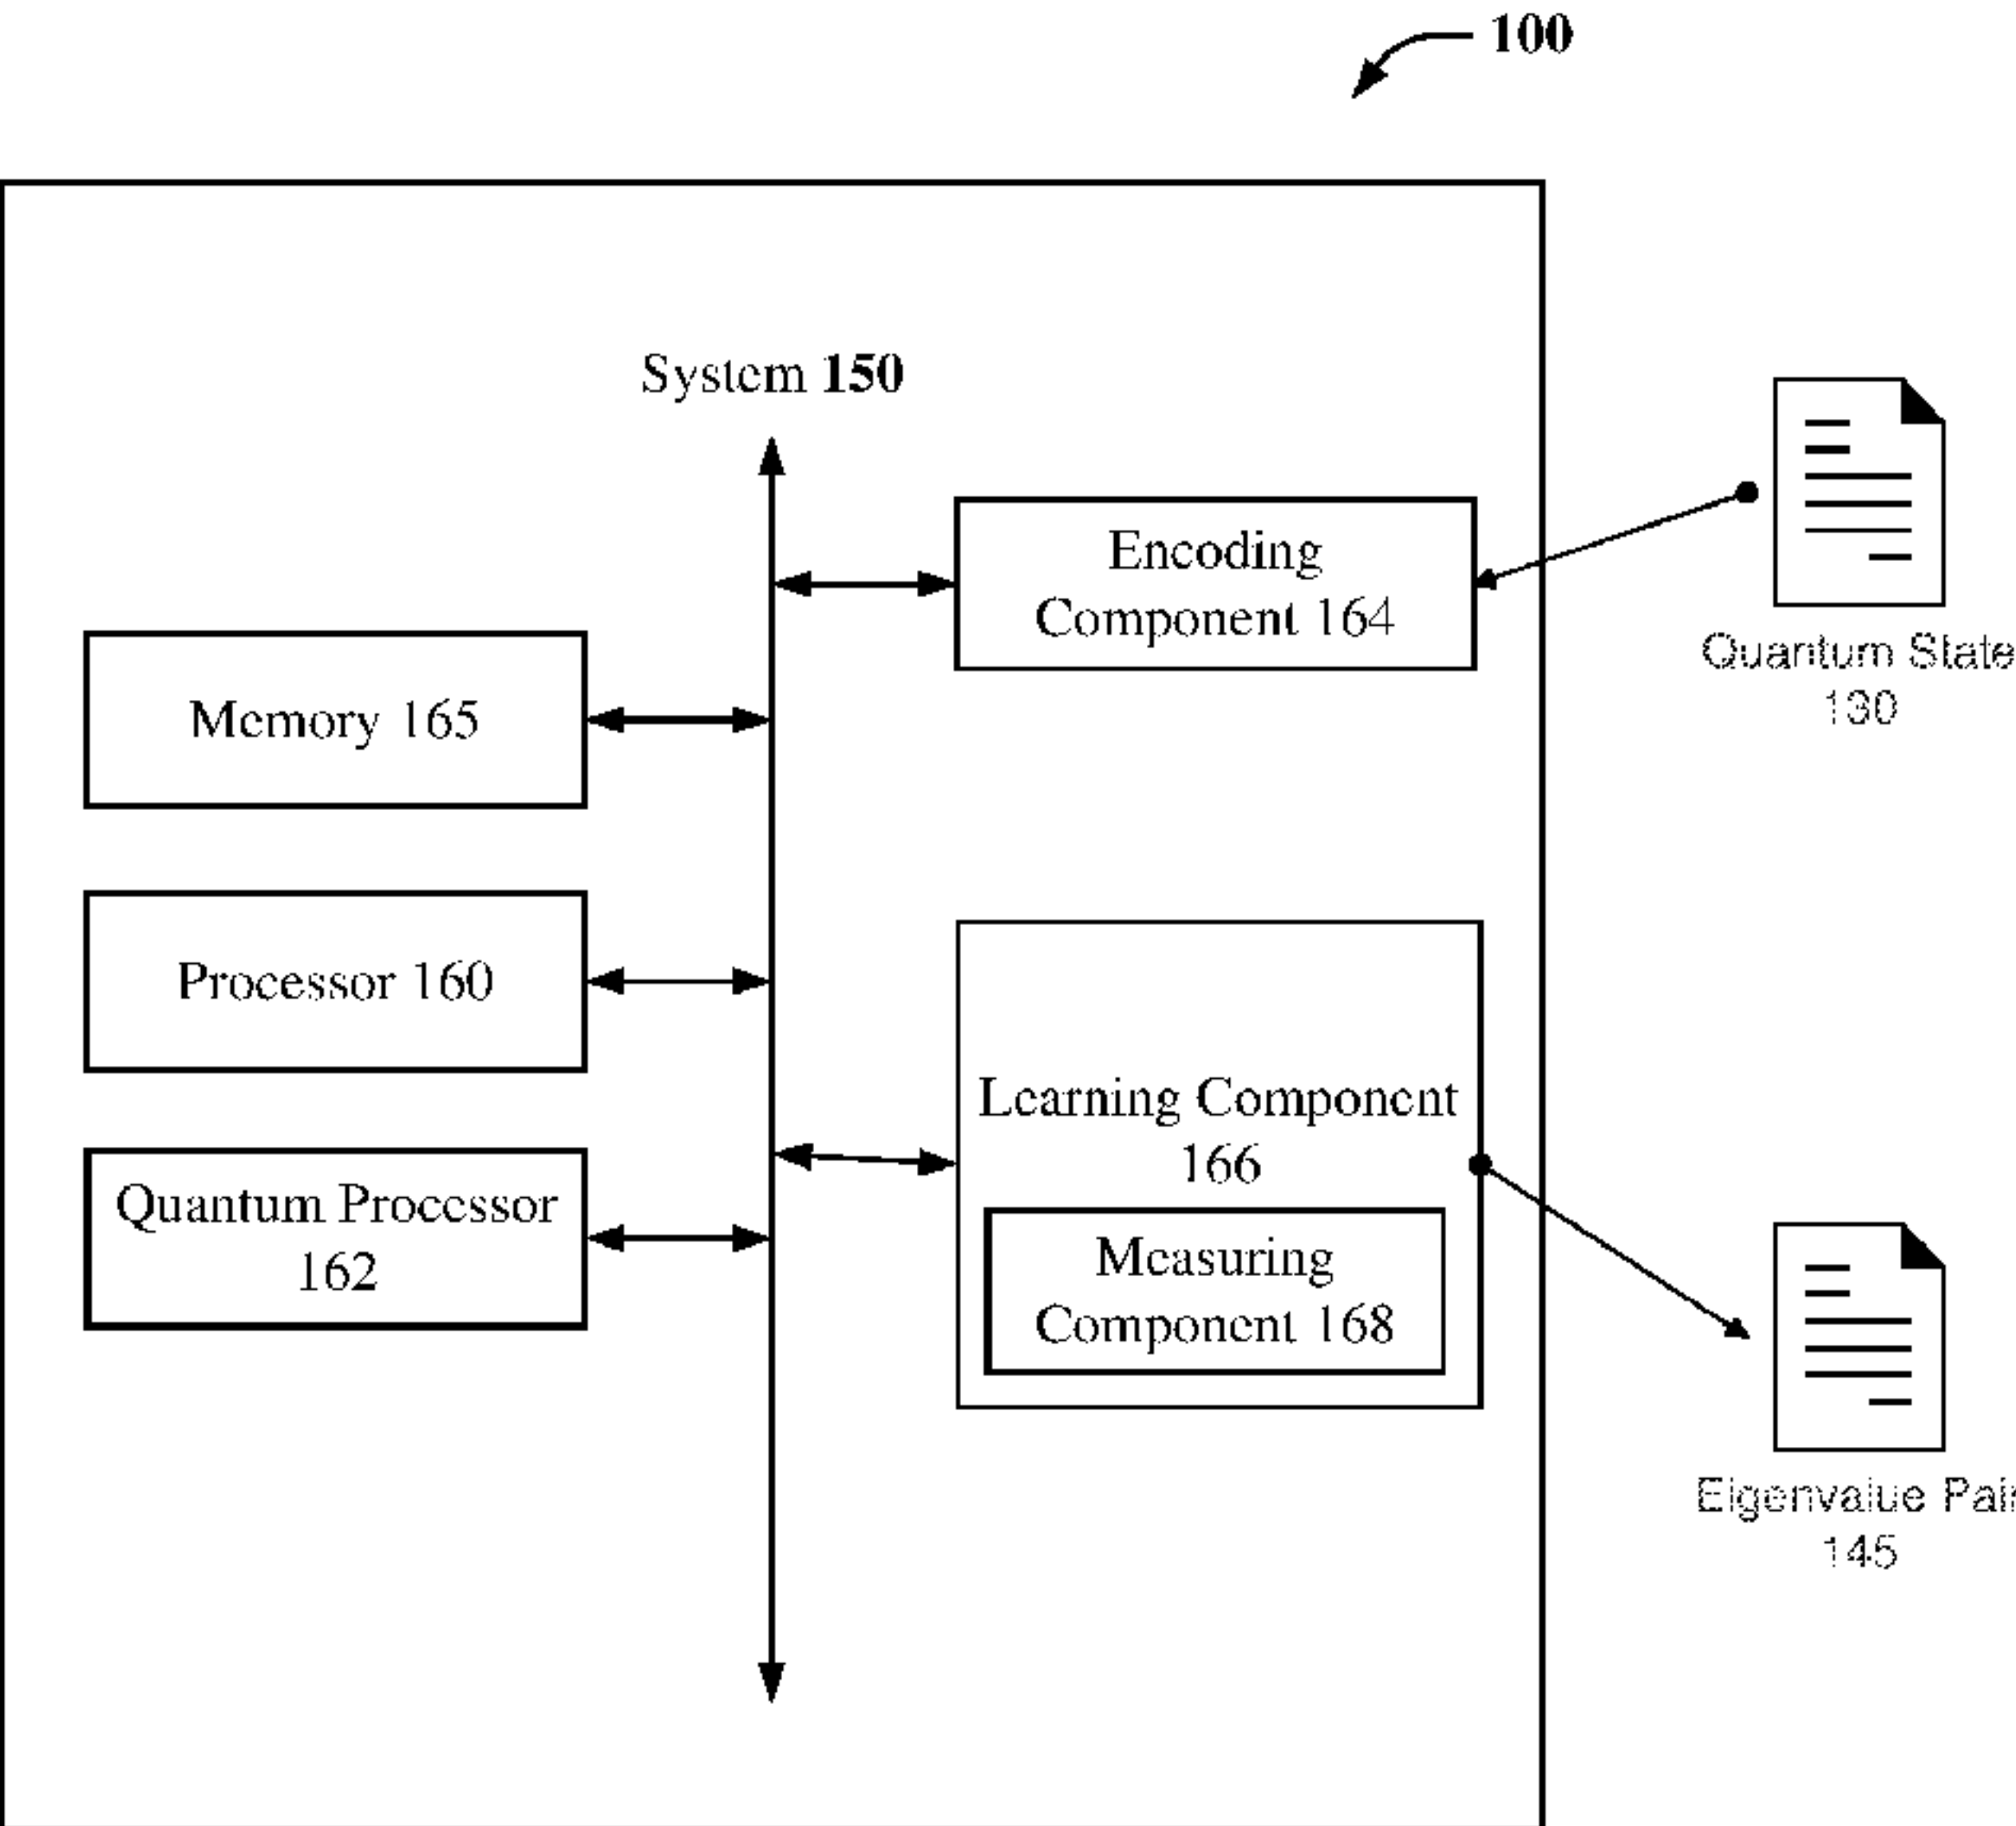 100
System 150
Encoding
Component 164
Quantum State
130
Memory 165
Processor 160
Learning Component
166
Quantum Processor
162
Measuring
Component 168
Eigenvalue Pair
145